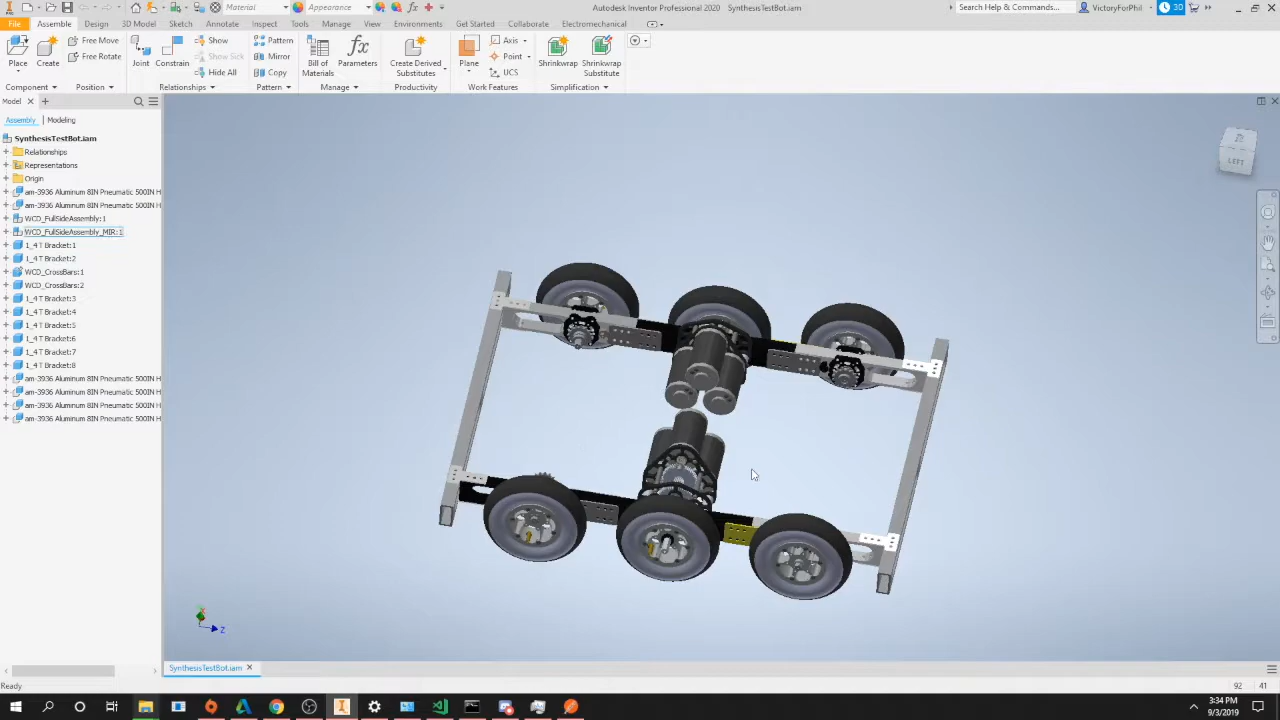 Material
Appearance
Autodesk Inventor Professional 2020 SynthesisTestBot.iam
Search Help & Commands...
VictoryForPhil
30
File Assemble Design 3D Model Sketch Annotate Inspect Tools Manage View Environments Get Started Collaborate Electromechanical
Place
Create
Free Move
Free Rotate
Joint
Constrain
Show
Show Sick
Hide All
Pattern
Mirror
Copy
Bill of Materials
Parameters
Create Derived Substitutes
Plane
Axis
Point
UCS
Shrinkwrap
Shrinkwrap Substitute
Component Position Relationships Pattern Manage Productivity Work Features Simplification
Model
Assembly Modeling
SynthesisTestBot.iam
Relationships
Representations
Origin
am-3936 Aluminum 8IN Pneumatic 500IN H
am-3936 Aluminum 8IN Pneumatic 500IN H
WCD_FullSideAssembly:1
WCD_FullSideAssembly_MIR:1
1_4 T Bracket:1
1_4 T Bracket:2
WCD_CrossBars:1
WCD_CrossBars:2
1_4 T Bracket:3
1_4 T Bracket:4
1_4 T Bracket:5
1_4 T Bracket:6
1_4 T Bracket:7
1_4 T Bracket:8
am-3936 Aluminum 8IN Pneumatic 500IN H
am-3936 Aluminum 8IN Pneumatic 500IN H
am-3936 Aluminum 8IN Pneumatic 500IN H
am-3936 Aluminum 8IN Pneumatic 500IN H
LEFT
Z
SynthesisTestBot.iam
Ready
92 41
3:34 PM
9/3/2019